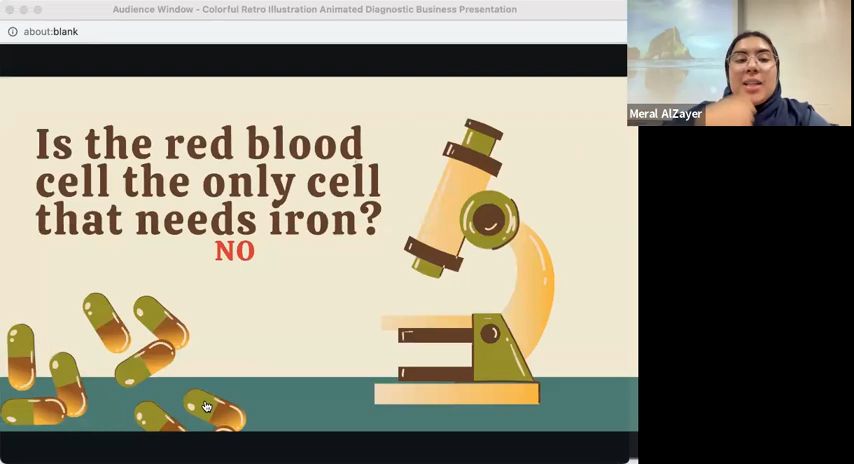 Audience Window - Colorful Retro Illustration Animated Diagnostic Business Presentation
about:blank
Meral AlZayer
Is the red blood
cell the only cell
that needs iron?
NO